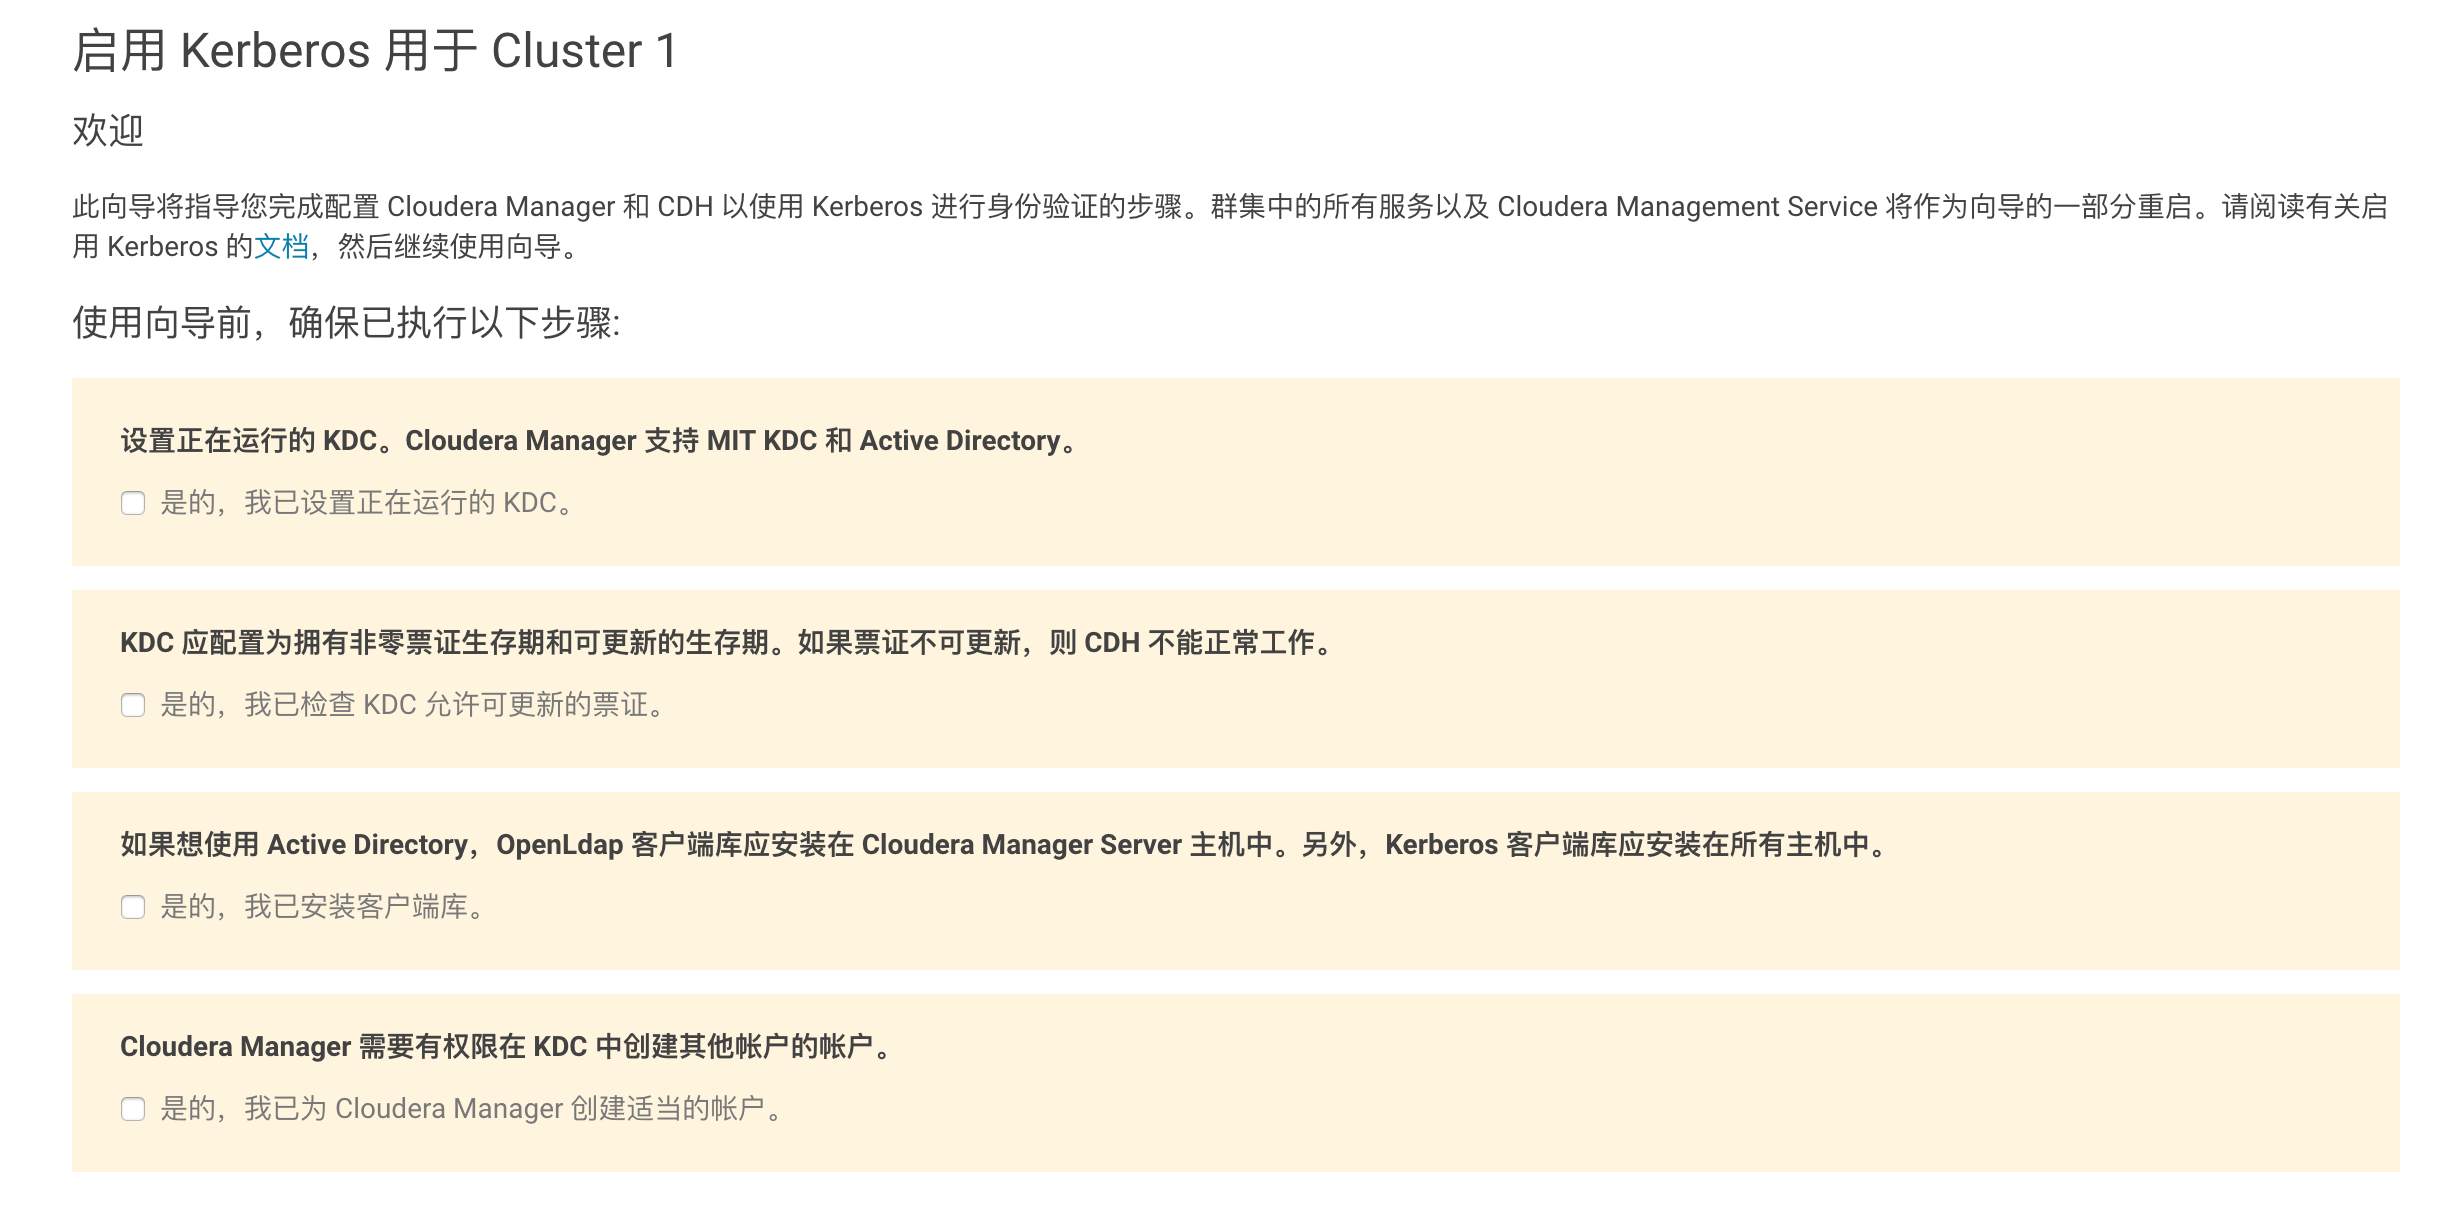 启用 Kerberos 用于 Cluster 1
欢迎
此向导将指导您完成配置 Cloudera Manager 和 CDH 以使用 Kerberos 进行身份验证的步骤。群集中的所有服务以及 Cloudera Management Service 将作为向导的一部分重启。请阅读有关启
用 Kerberos 的文档，然后继续使用向导。
使用向导前，确保已执行以下步骤:
设置正在运行的 KDC。Cloudera Manager 支持 MIT KDC 和 Active Directory。
是的，我已设置正在运行的 KDC。
KDC 应配置为拥有非零票证生存期和可更新的生存期。如果票证不可更新，则 CDH 不能正常工作。
是的，我已检查 KDC 允许可更新的票证。
如果想使用 Active Directory，OpenLdap 客户端库应安装在 Cloudera Manager Server 主机中。另外，Kerberos 客户端库应安装在所有主机中。
是的，我已安装客户端库。
Cloudera Manager 需要有权限在 KDC 中创建其他帐户的帐户。
是的，我已为 Cloudera Manager 创建适当的帐户。